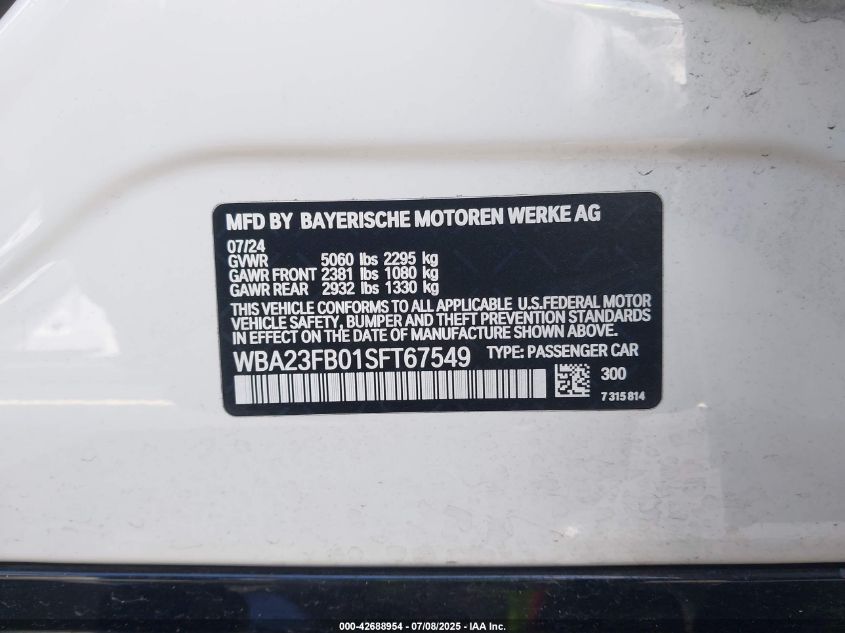 MFD BY BAYERISCHE MOTOREN WERKE AG
07/24
GVWR 5060 lbs 2295 kg
GAWR FRONT 2381 lbs 1080 kg
GAWR REAR 2932 lbs 1330 kg
THIS VEHICLE CONFORMS TO ALL APPLICABLE U.S.FEDERAL MOTOR
VEHICLE SAFETY, BUMPER AND THEFT PREVENTION STANDARDS
IN EFFECT ON THE DATE OF MANUFACTURE SHOWN ABOVE.
WBA23FB01SFT67549 TYPE: PASSENGER CAR
300
7 315 814
000-42688954 - 07/08/2025 - IAA Inc.